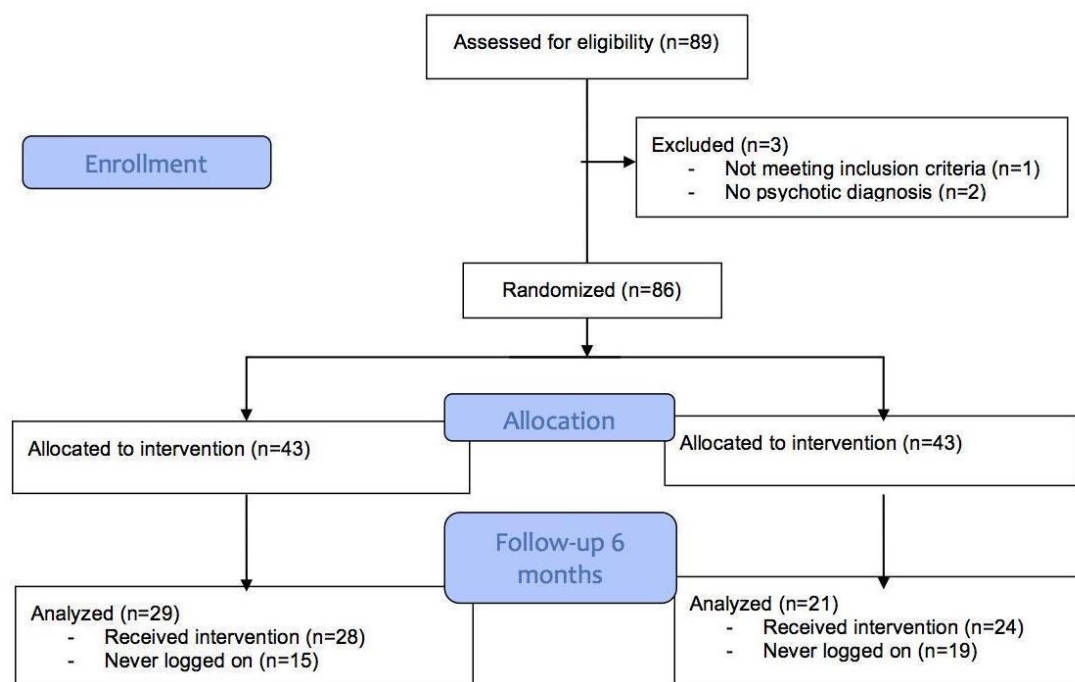 Assessed for eligibility (n=89)
Enrollment
Excluded (n=3)
- Not meeting inclusion criteria (n=1)
- No psychotic diagnosis (n=2)
Randomized (n=86)
Allocation
Allocated to intervention (n=43)
Allocated to intervention (n=43)
Follow-up 6
months
Analyzed (n=29)
- Received intervention (n=28)
- Never logged on (n=15)
Analyzed (n=21)
- Received intervention (n=24)
- Never logged on (n=19)